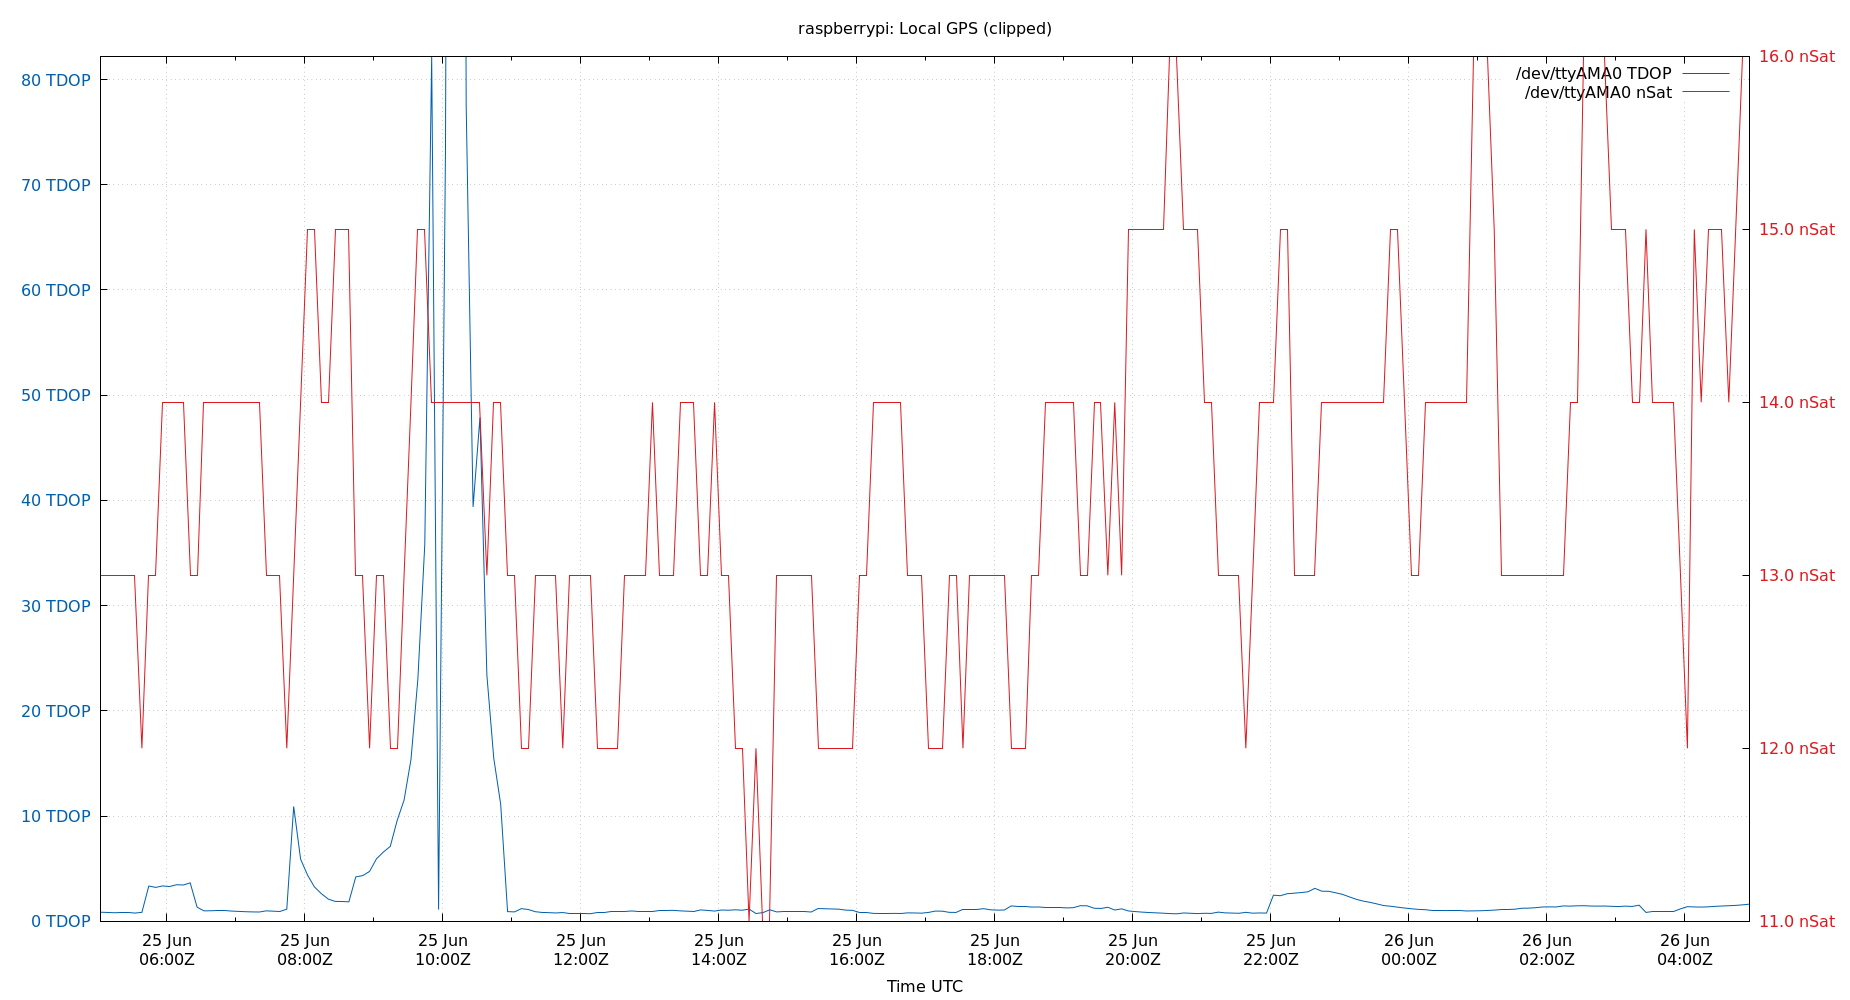 raspberrypi: Local GPS (clipped)
80 TDOP
70 TDOP
60 TDOP
50 TDOP
40 TDOP
30 TDOP
20 TDOP
10 TDOP
0 TDOP
16.0 nSat
15.0 nSat
14.0 nSat
13.0 nSat
12.0 nSat
11.0 nSat
/dev/ttyAMA0 TDOP
/dev/ttyAMA0 nSat
25 Jun 25 Jun 25 Jun 25 Jun 25 Jun 25 Jun 25 Jun 25 Jun 25 Jun 26 Jun 26 Jun 26 Jun
06:00Z 08:00Z 10:00Z 12:00Z 14:00Z 16:00Z 18:00Z 20:00Z 22:00Z 00:00Z 02:00Z 04:00Z
Time UTC